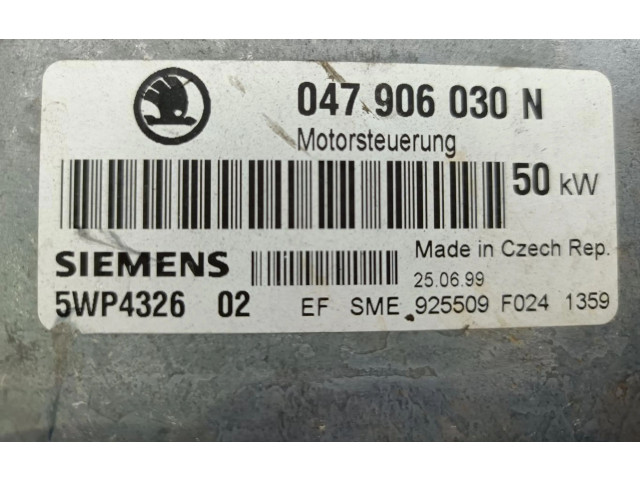 047 906 030 N
Motorsteuerung
50 kW
SIEMENS
Made in Czech Rep.
25.06.99
5WP4326 02 EF SME 925509 F024 1359